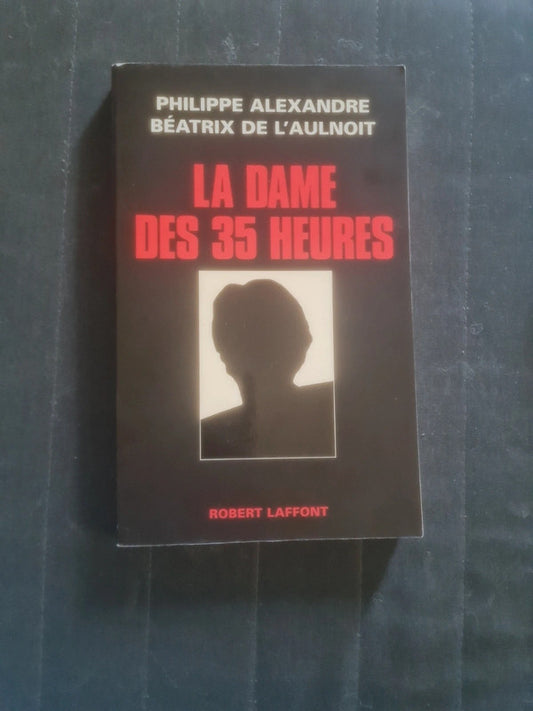 PHILIPPE ALEXANDRE
BÉATRIX DE L'AULNOIT
LA DAME
DES 35 HEURES
ROBERT LAFFONT